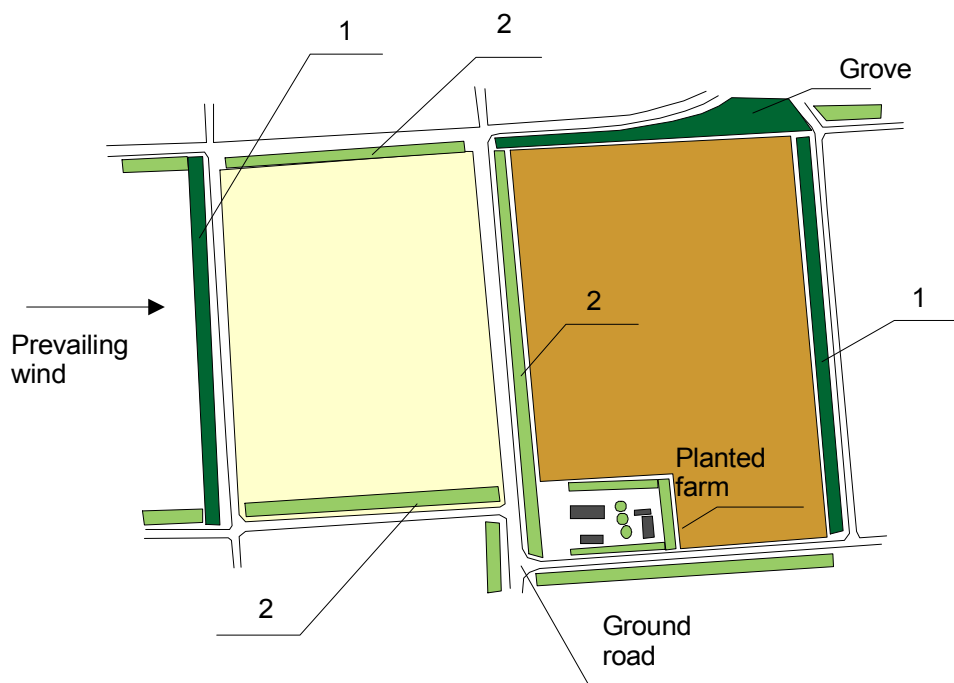 1
2
Grove
2
1
Prevailing
wind
Planted
farm
2
Ground
road